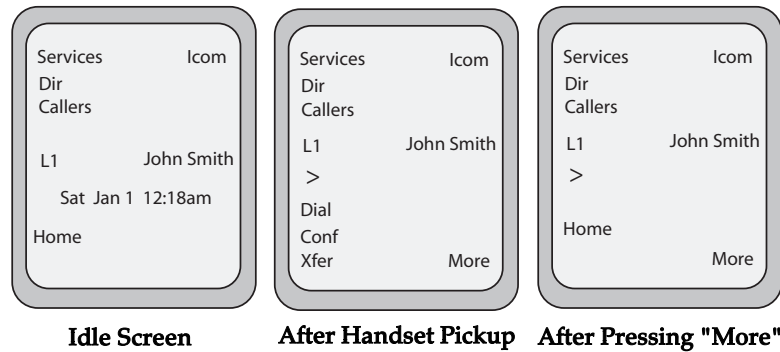 Services Icom
Dir
Callers
L1 John Smith
Sat Jan 1 12:18am
Home
Idle Screen
Services Icom
Dir
Callers
L1 John Smith
>
Dial
Conf
Xfer More
After Handset Pickup
Services Icom
Dir
Callers
L1 John Smith
>
Home
More
After Pressing "More"